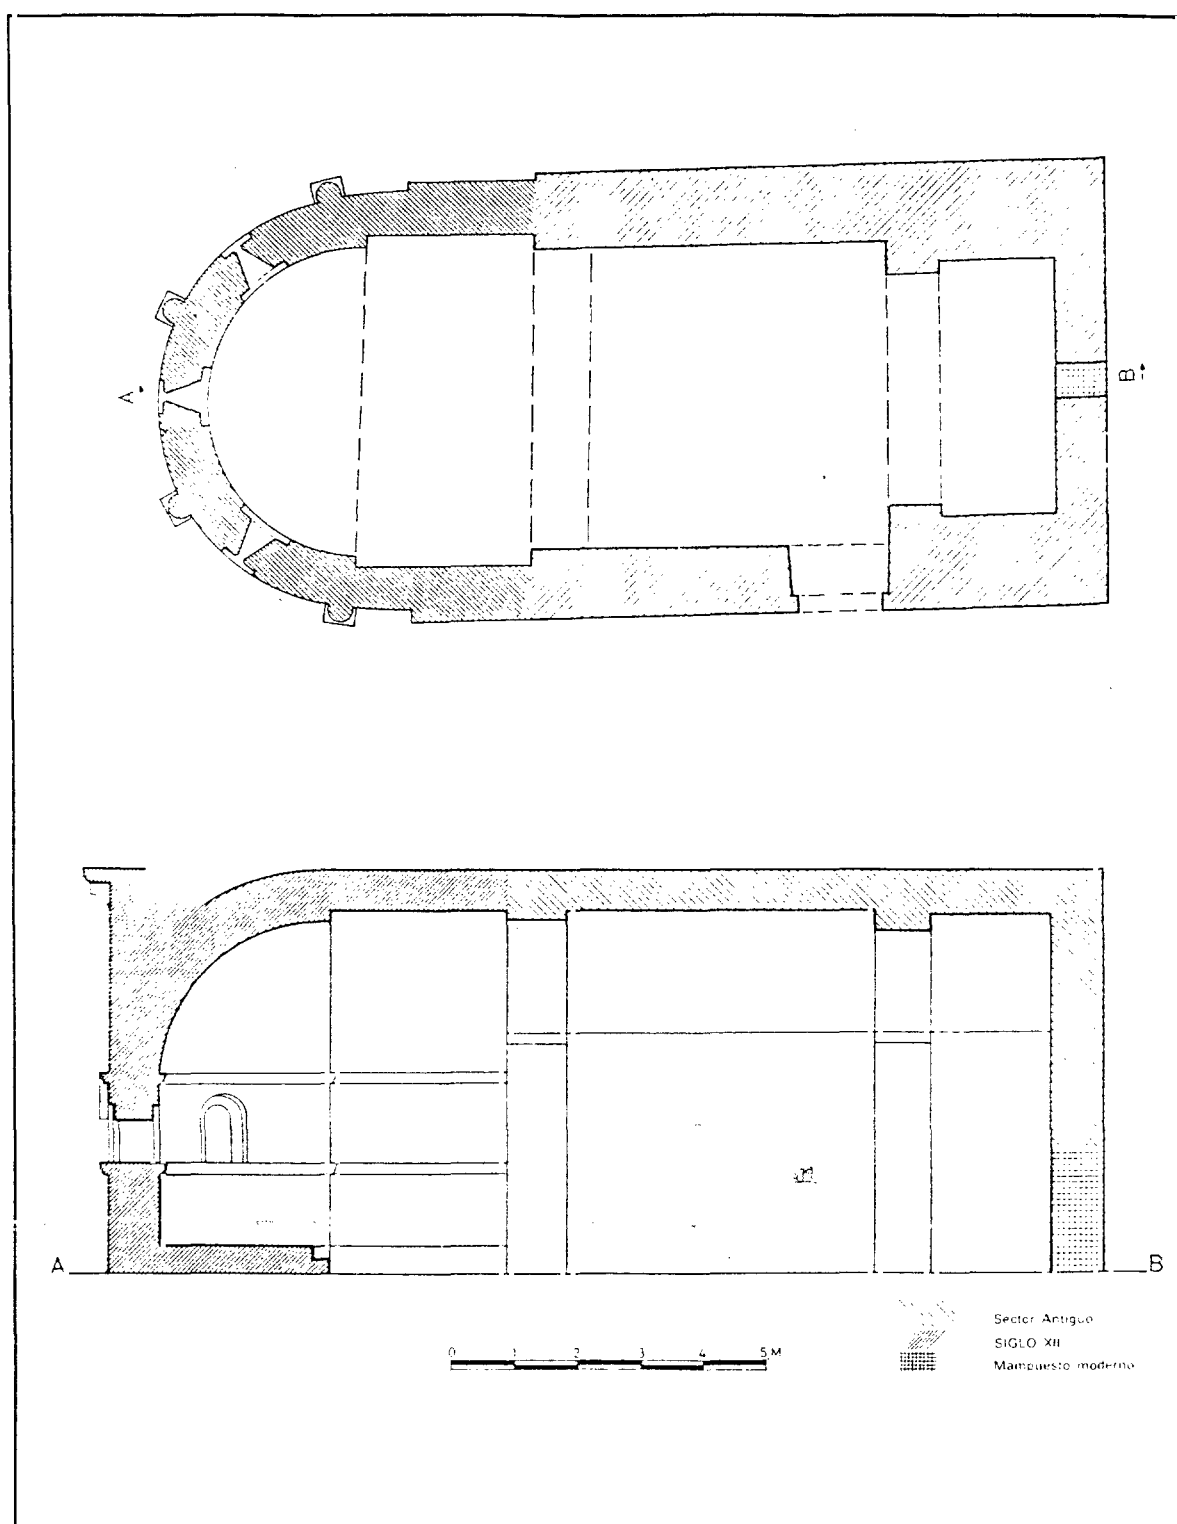 A
B
A
B
0 1 2 3 4 5 M
Sector Antiguo
SIGLO XII
Mampuesto moderno